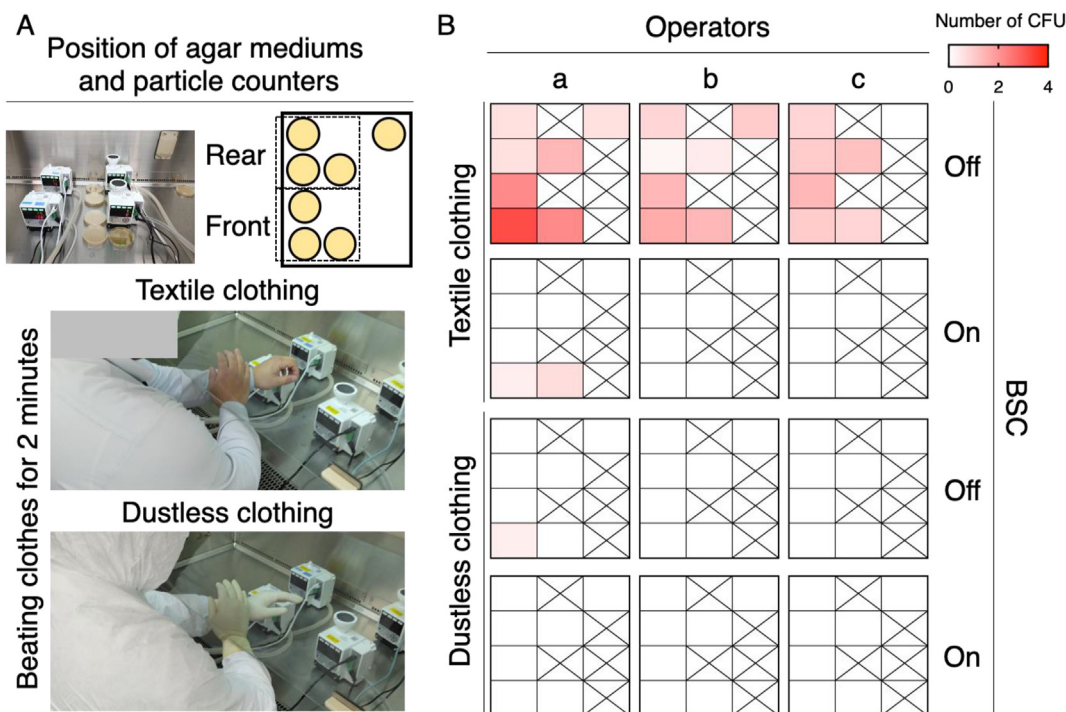 A
Position of agar mediums
and particle counters
Rear
Front
Beating clothes for 2 minutes
Textile clothing
Dustless clothing
B
Operators
Number of CFU
0 2 4
a b c
Textile clothing
Dustless clothing
Off
On
Off
On
BSC